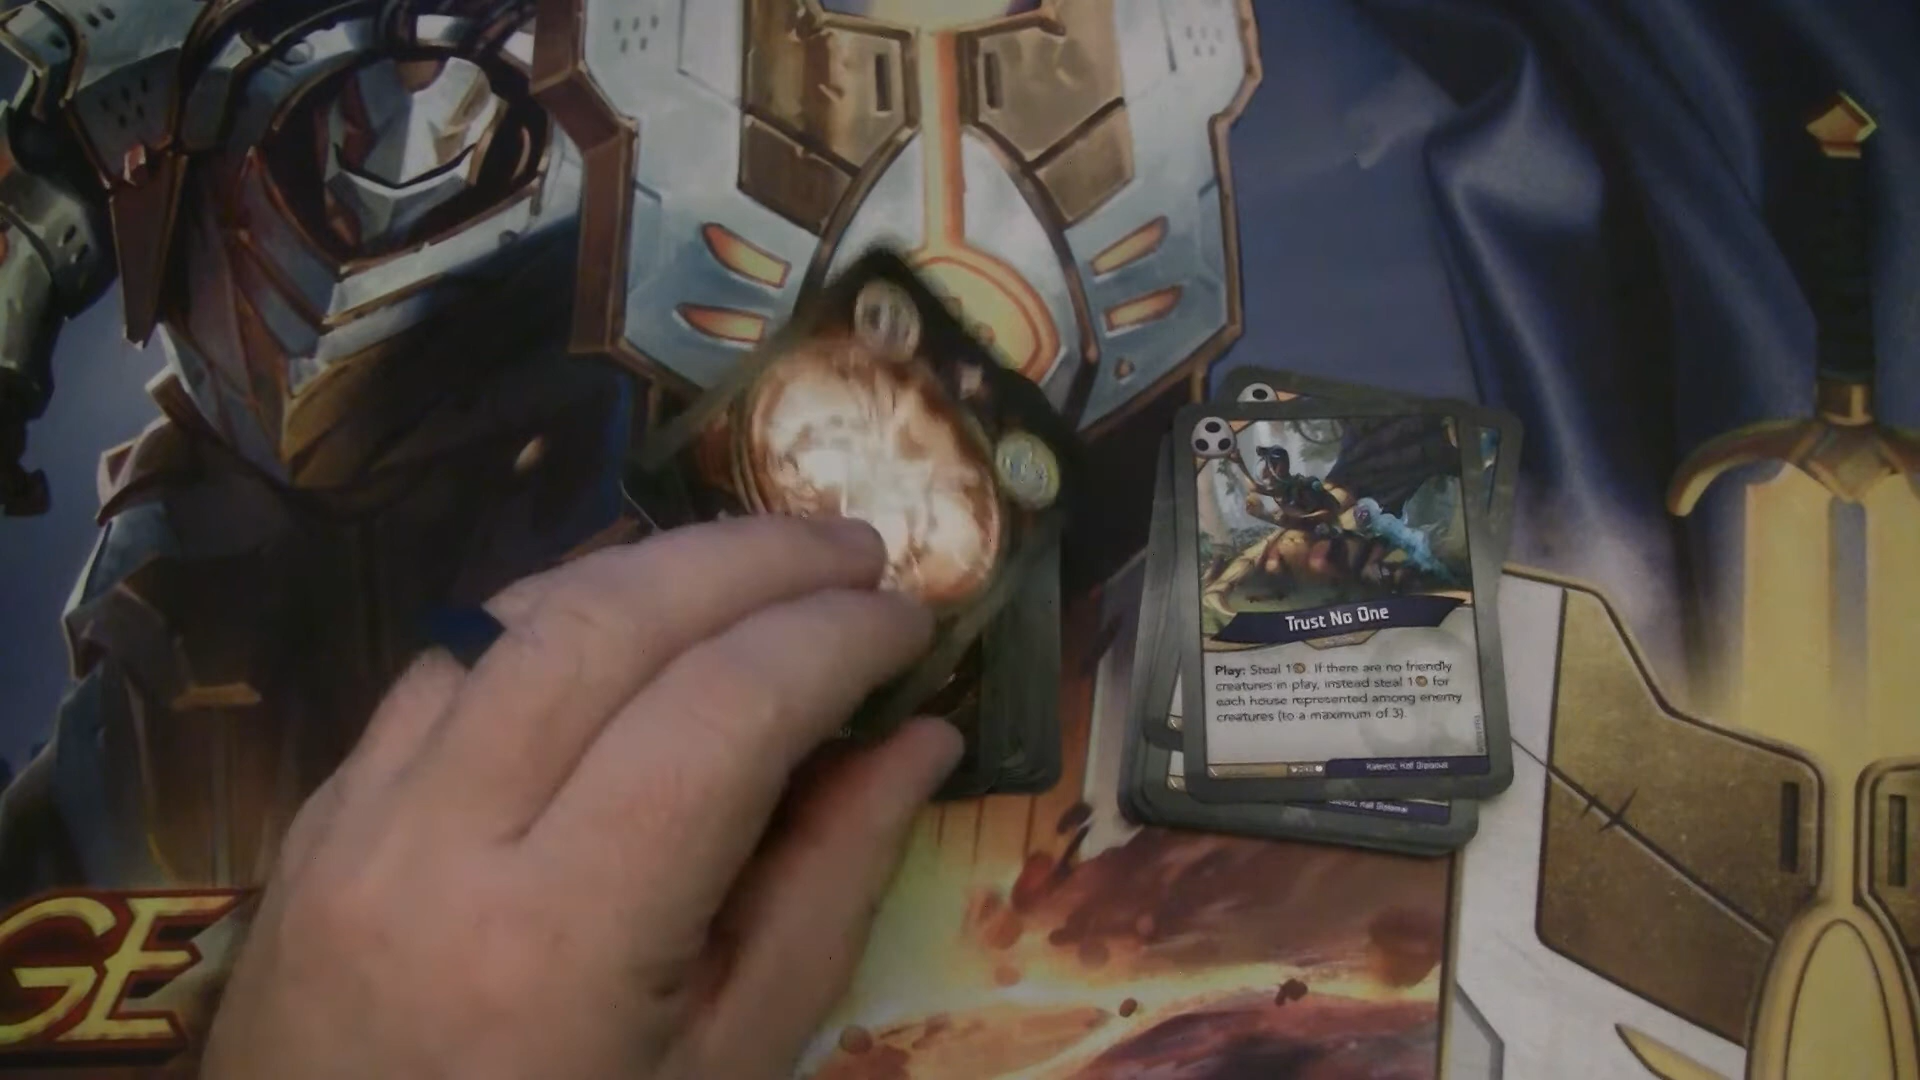 Trust No One
Play: Steal 1. If there are no friendly
creatures in play, instead steal 1 for
each house represented among enemy
creatures (to a maximum of 3).
GE